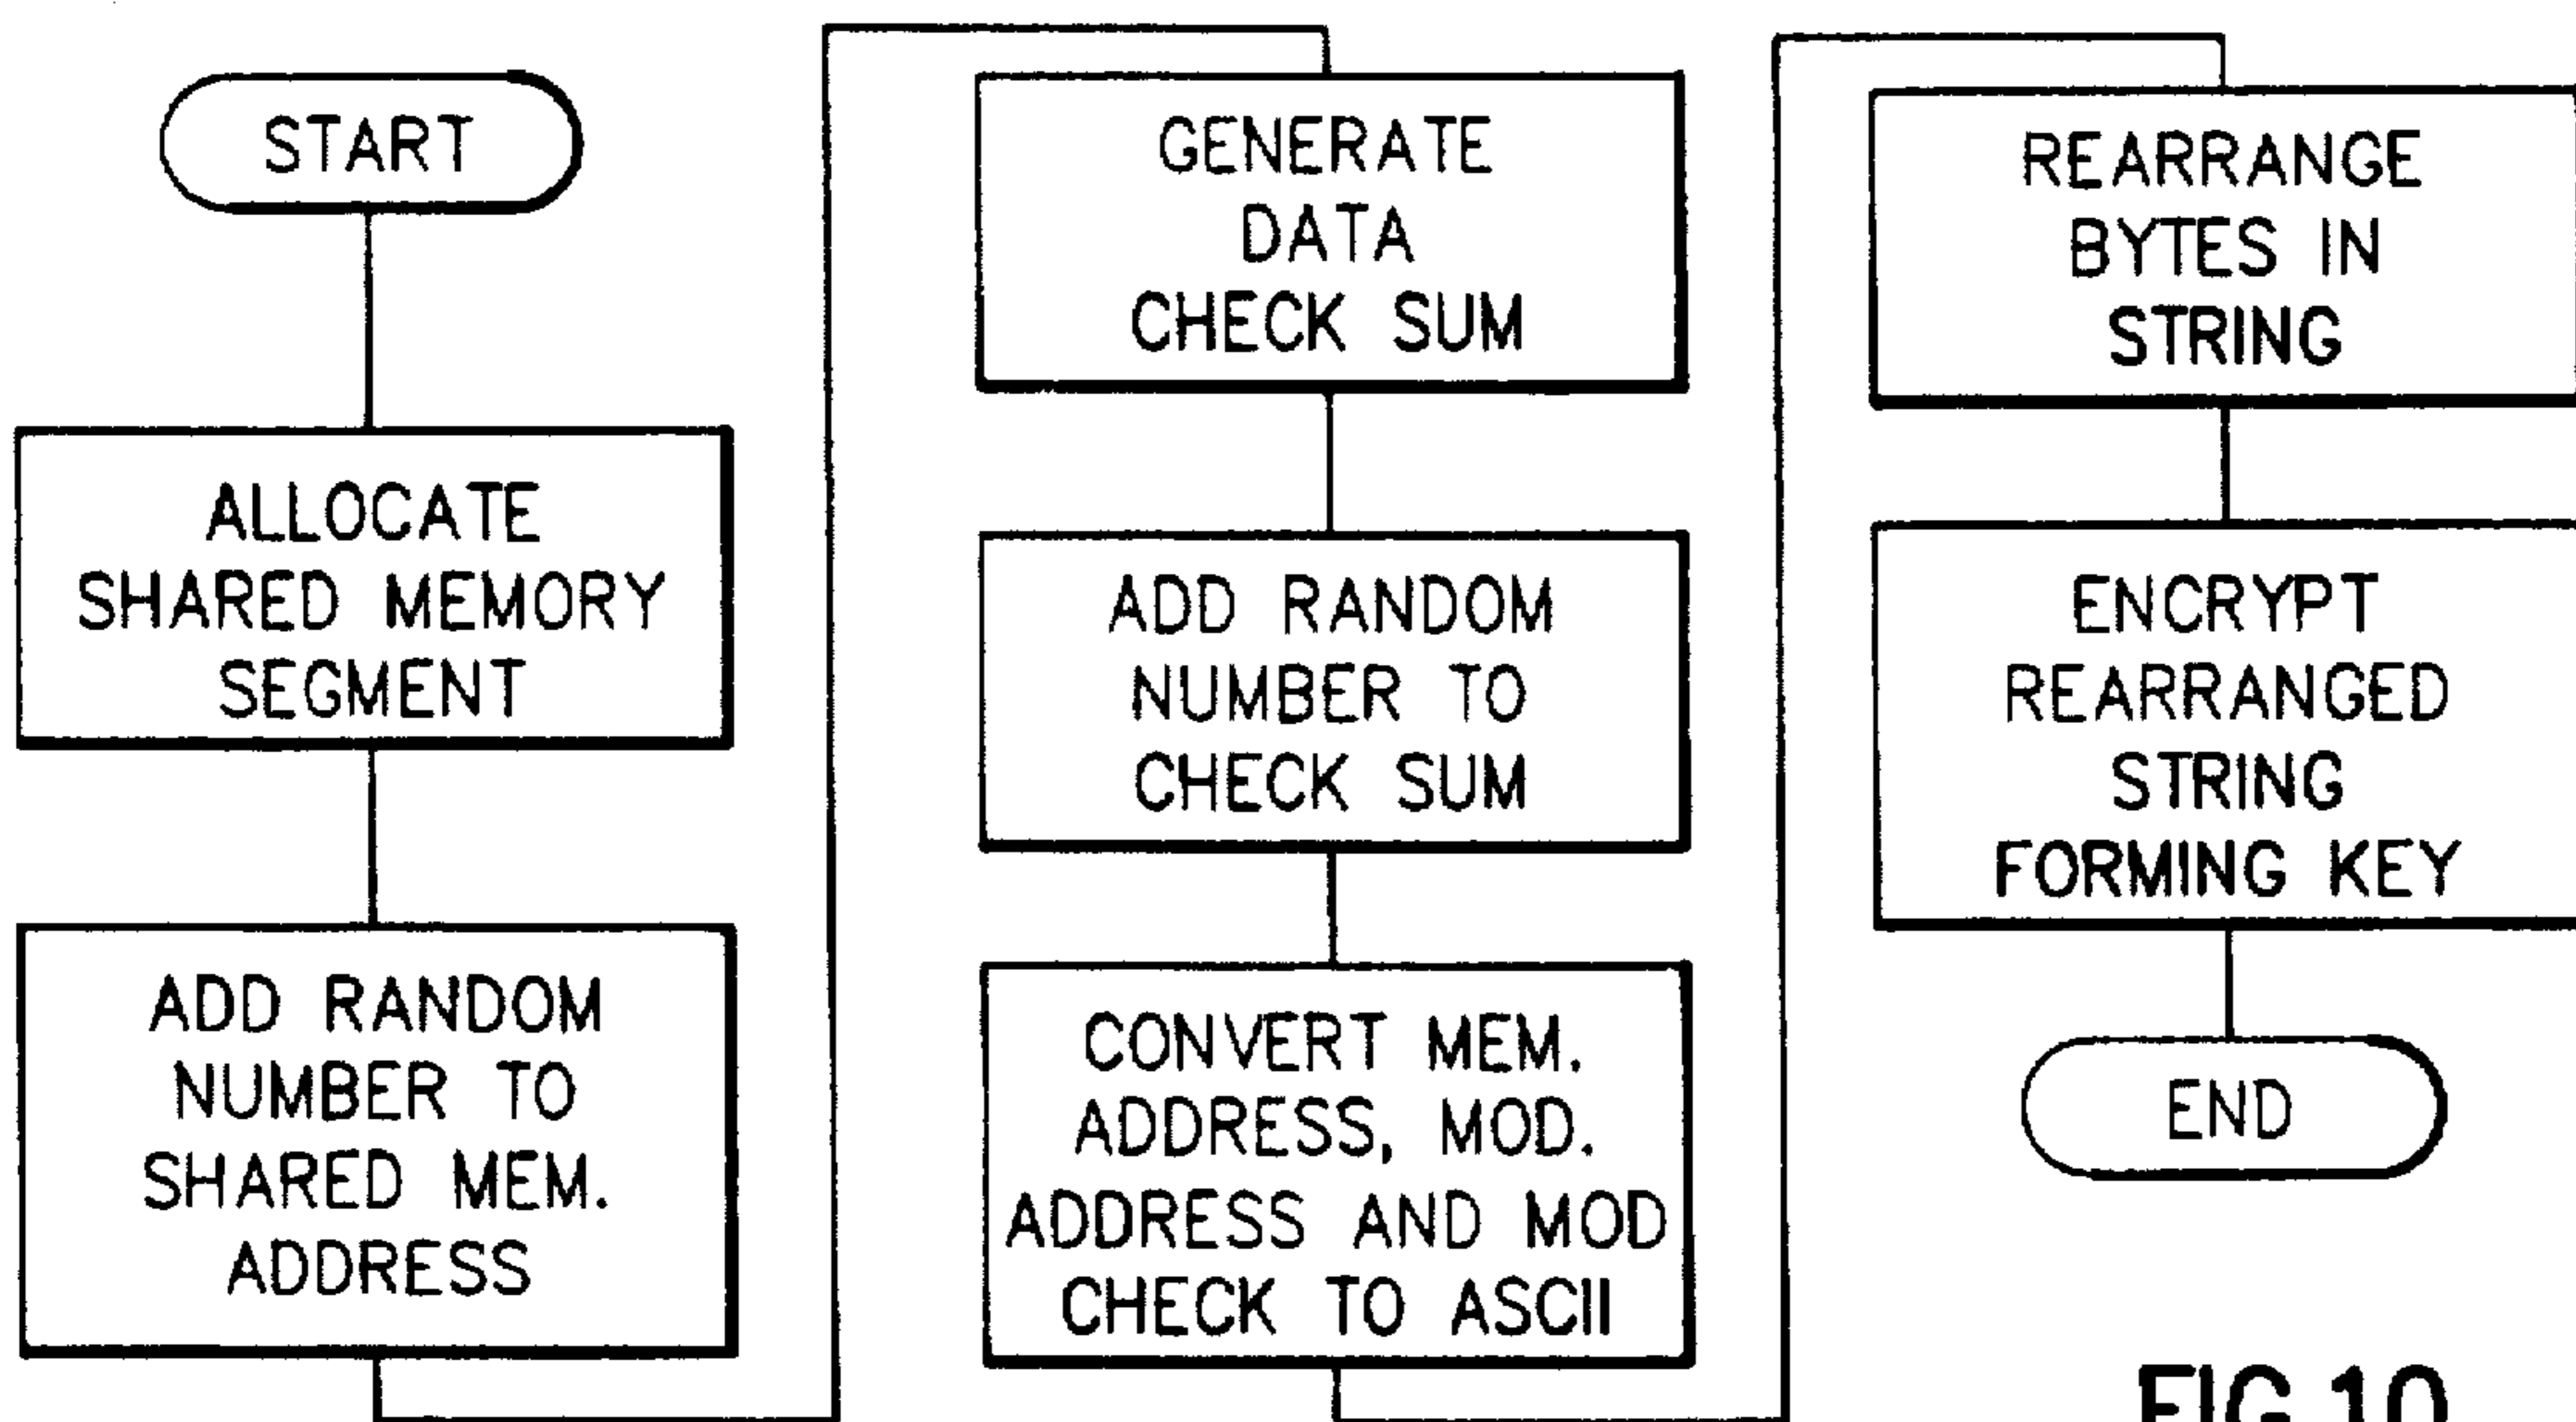 START
ALLOCATE
SHARED MEMORY
SEGMENT
ADD RANDOM
NUMBER TO
SHARED MEM.
ADDRESS
GENERATE
DATA
CHECK SUM
ADD RANDOM
NUMBER TO
CHECK SUM
CONVERT MEM.
ADDRESS, MOD.
ADDRESS AND MOD
CHECK TO ASCII
REARRANGE
BYTES IN
STRING
ENCRYPT
REARRANGED
STRING
FORMING KEY
END
FIG.10